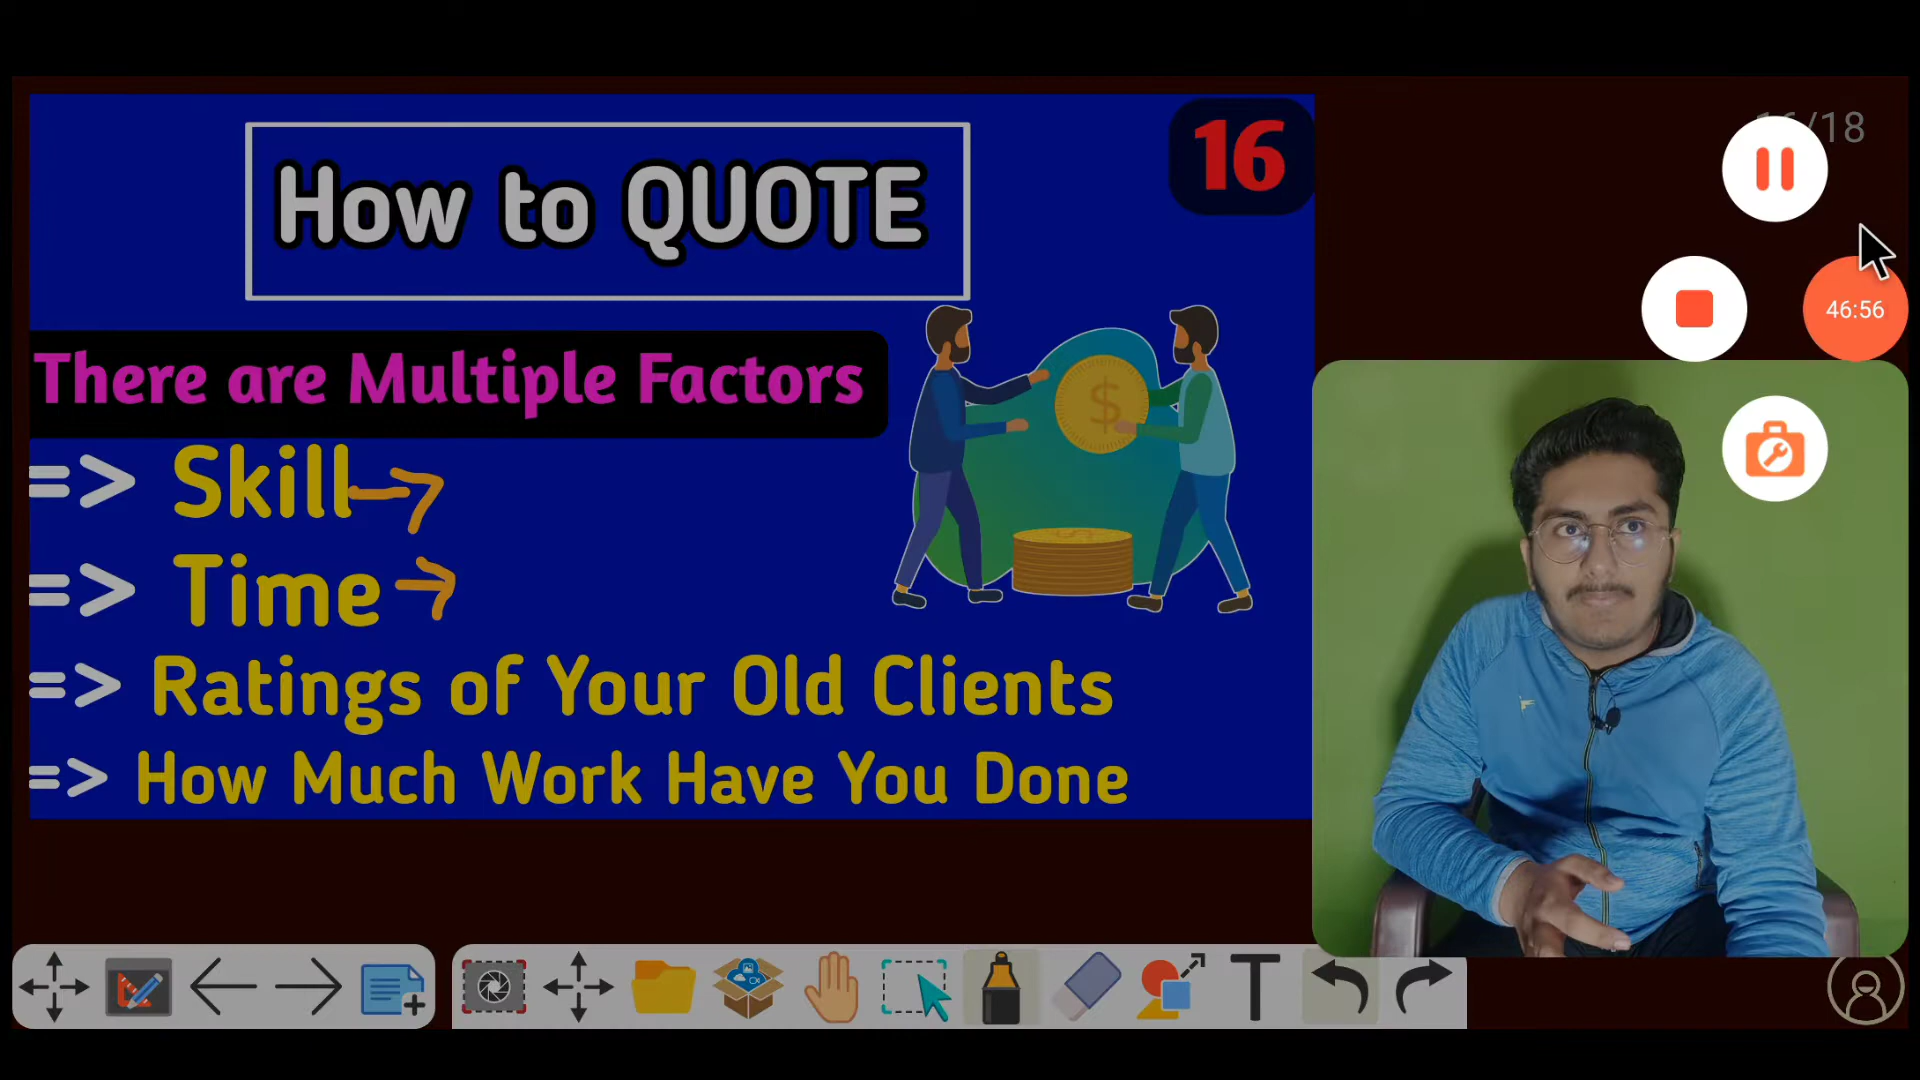 How to QUOTE
16
/18
46:56
There are Multiple Factors
=> Skill
=> Time
=> Ratings of Your Old Clients
=> How Much Work Have You Done
$
T